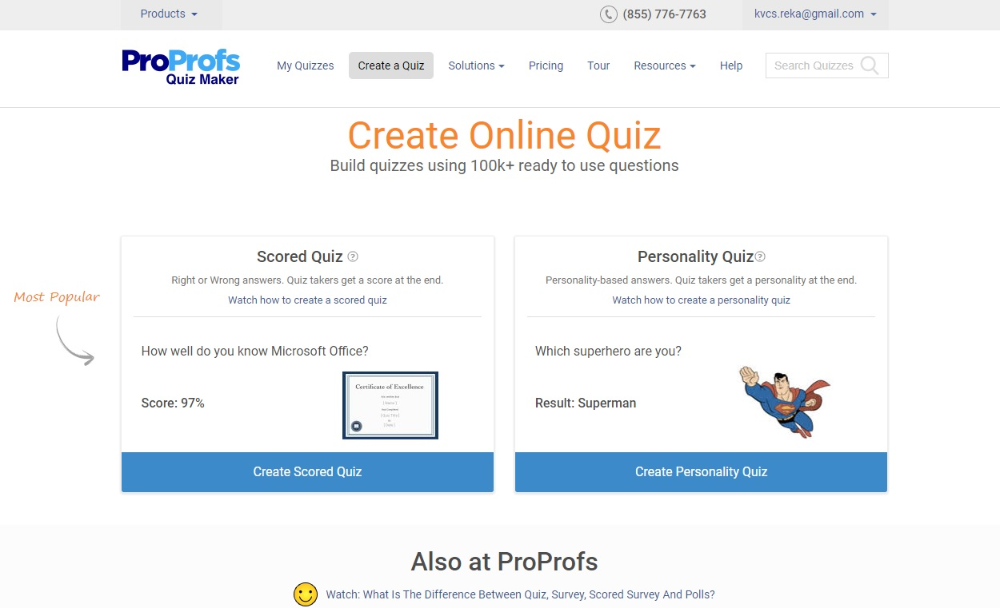 Products
(855) 776-7763
kvcs.reka@gmail.com
ProProfs
Quiz Maker
My Quizzes
Create a Quiz
Solutions
Pricing
Tour
Resources
Help
Search Quizzes
Create Online Quiz
Build quizzes using 100k+ ready to use questions
Most Popular
Scored Quiz ?
Right or Wrong answers. Quiz takers get a score at the end.
Watch how to create a scored quiz
How well do you know Microsoft Office?
Score: 97%
Certificate of Excellence
[ Name ]
[ Quiz Title ]
[ Date ]
Create Scored Quiz
Personality Quiz ?
Personality-based answers. Quiz takers get a personality at the end.
Watch how to create a personality quiz
Which superhero are you?
Result: Superman
Create Personality Quiz
Also at ProProfs
Watch: What Is The Difference Between Quiz, Survey, Scored Survey And Polls?